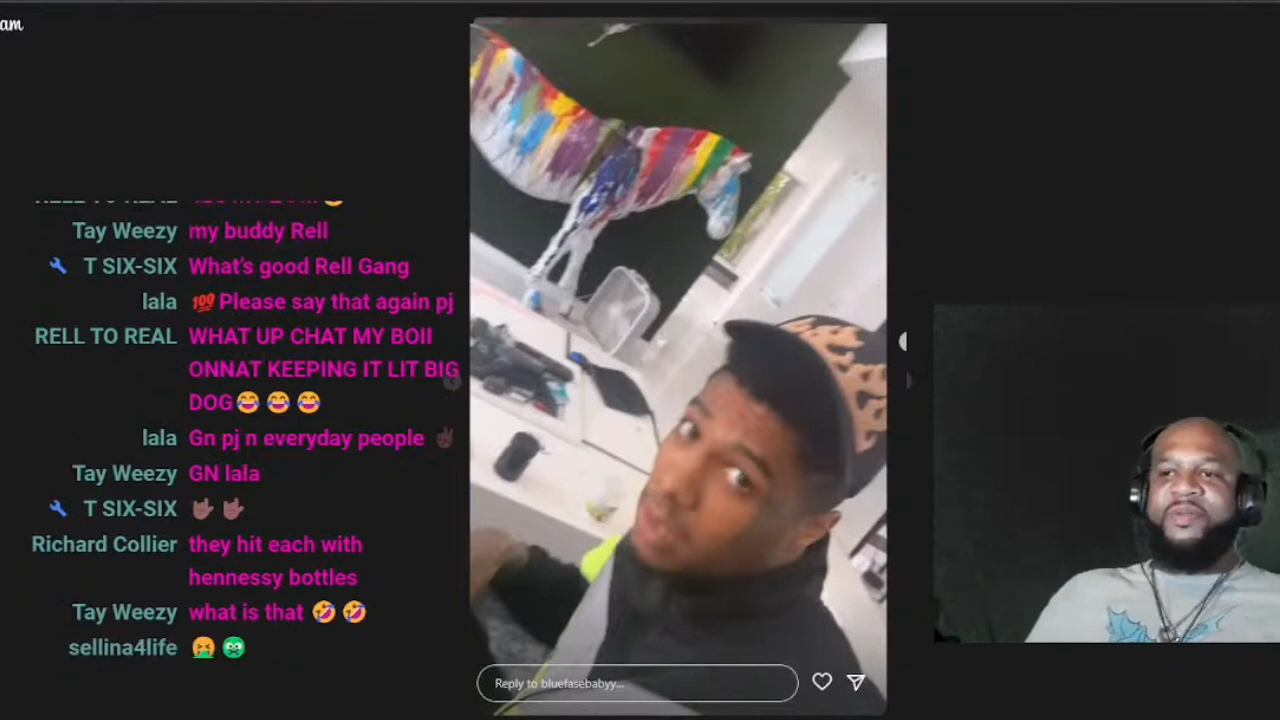 am
Tay Weezy my buddy Rell
T SIX-SIX What's good Rell Gang
lala 💯Please say that again pj
RELL TO REAL WHAT UP CHAT MY BOII
ONNAT KEEPING IT LIT BIG
DOG😂 😂 😂
lala Gn pj n everyday people ✌🏿
Tay Weezy GN lala
T SIX-SIX 🤟🏽 🤟🏽
Richard Collier they hit each with
hennessy bottles
Tay Weezy what is that 🤣 🤣
sellina4life 🤮 🤢
Reply to bluefasebabyy...